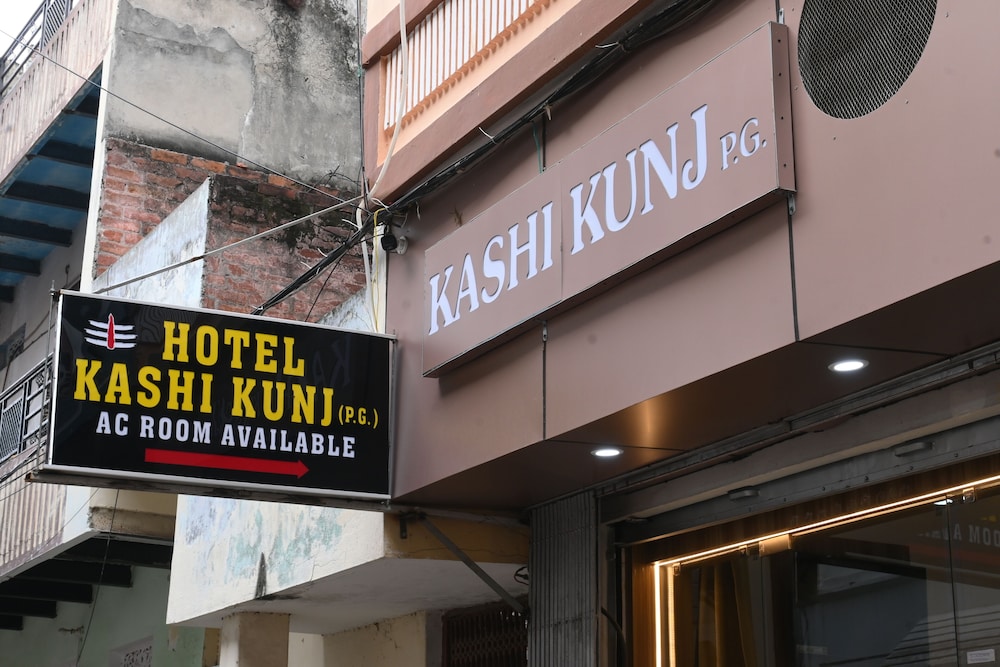 KASHI KUNJ P.G.
HOTEL
KASHI KUNJ (P.G.)
AC ROOM AVAILABLE